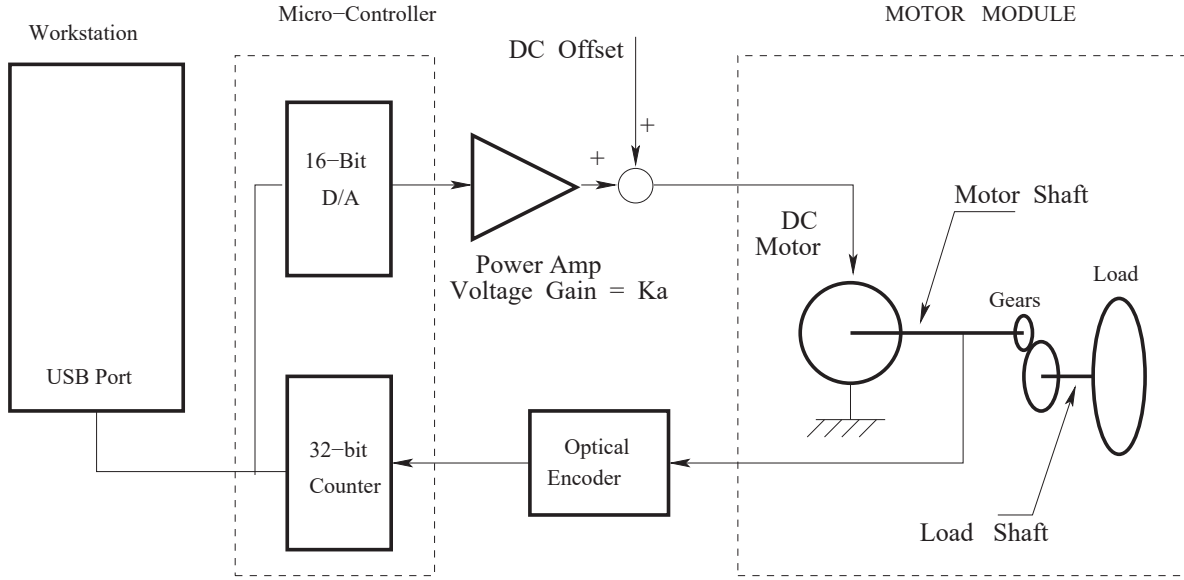 Workstation
Micro−Controller
MOTOR MODULE
DC Offset
16−Bit
D/A
+
+
Power Amp
Voltage Gain = Ka
DC
Motor
Motor Shaft
Gears
Load
USB Port
32−bit
Counter
Optical
Encoder
Load Shaft